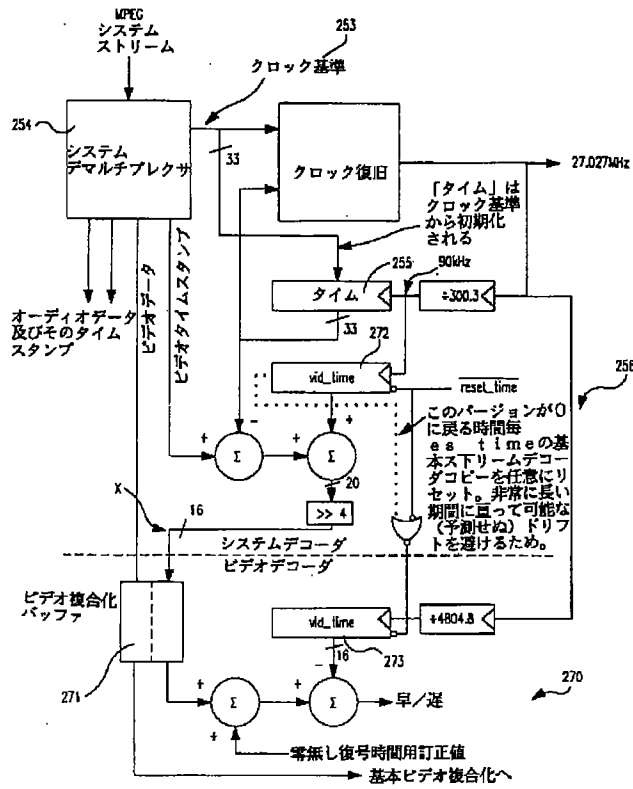 MPEG
システム
ストリーム
253
クロック基準
254
システム
デマルチプレクサ
33
クロック復旧
27.027MHz
「タイム」は
クロック基準
から初期化
される
90kHz
255
タイム
÷300.3
33
オーディオデータ
及びそのタイム
スタンプ
ビデオデータ
ビデオタイムスタンプ
272
vid_time
reset_time
256
このバージョンが0
に戻る時間毎
es timeの基
本ストリームデコー
ダコピーを任意にリ
セット。非常に長い
期間に亘って可能な
(予測せぬ)ドリフ
トを避けるため。
+
-
+
+
Σ
Σ
20
>> 4
X
16
システムデコーダ
ビデオデコーダ
ビデオ複合化
バッファ
271
vid_time
÷4804.8
273
16
-
+
+
Σ
Σ
早/遅
270
+
零無し復号時間用訂正値
基本ビデオ複合化へ